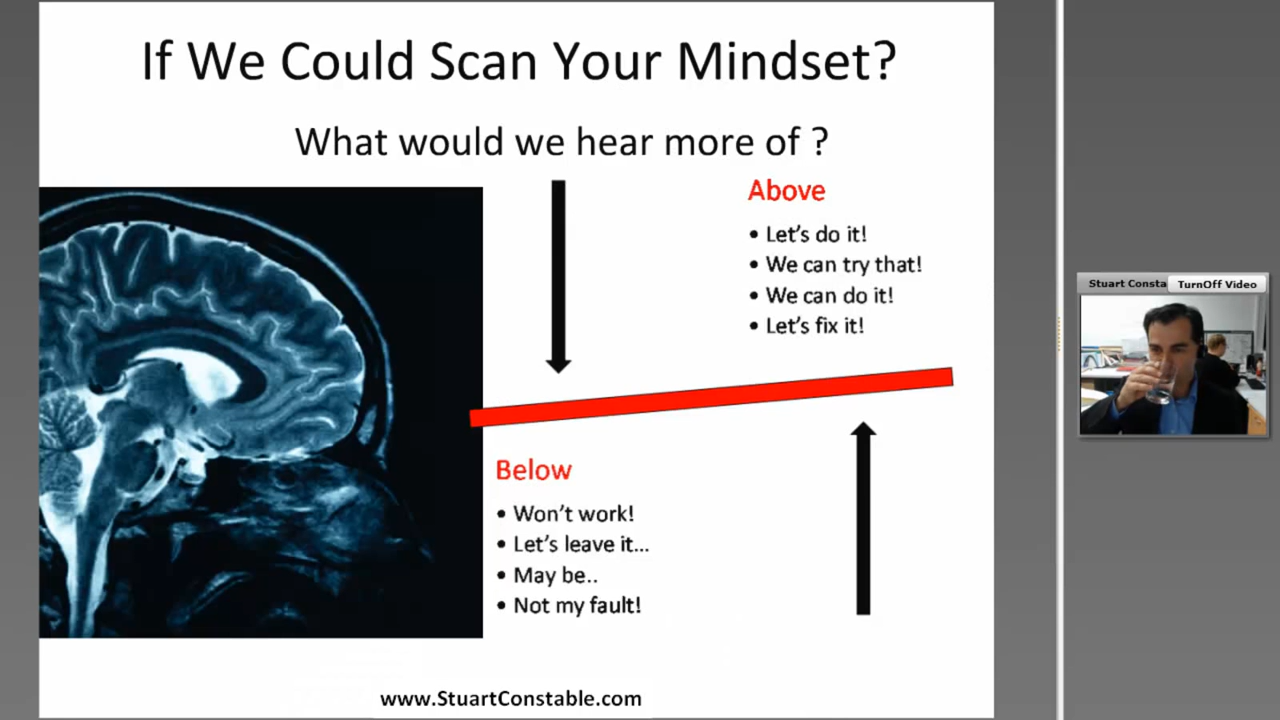 If We Could Scan Your Mindset?
What would we hear more of ?
Above
• Let's do it!
• We can try that!
• We can do it!
• Let's fix it!
Below
• Won't work!
• Let's leave it...
• May be..
• Not my fault!
www.StuartConstable.com
Stuart Consta
TurnOff Video